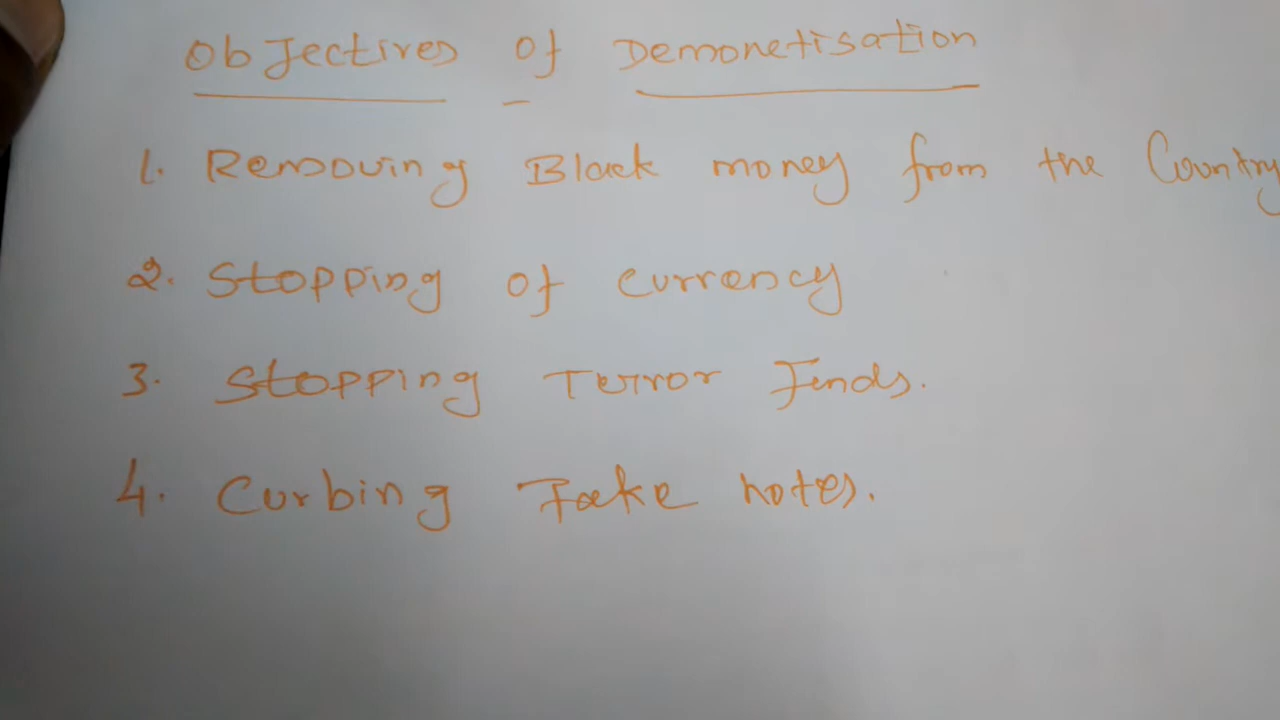 Objectives of Demonetisation
1. Removing Black money from the Country
2. Stopping of currency
3. Stopping Terror Funds.
4. Curbing Fake notes.